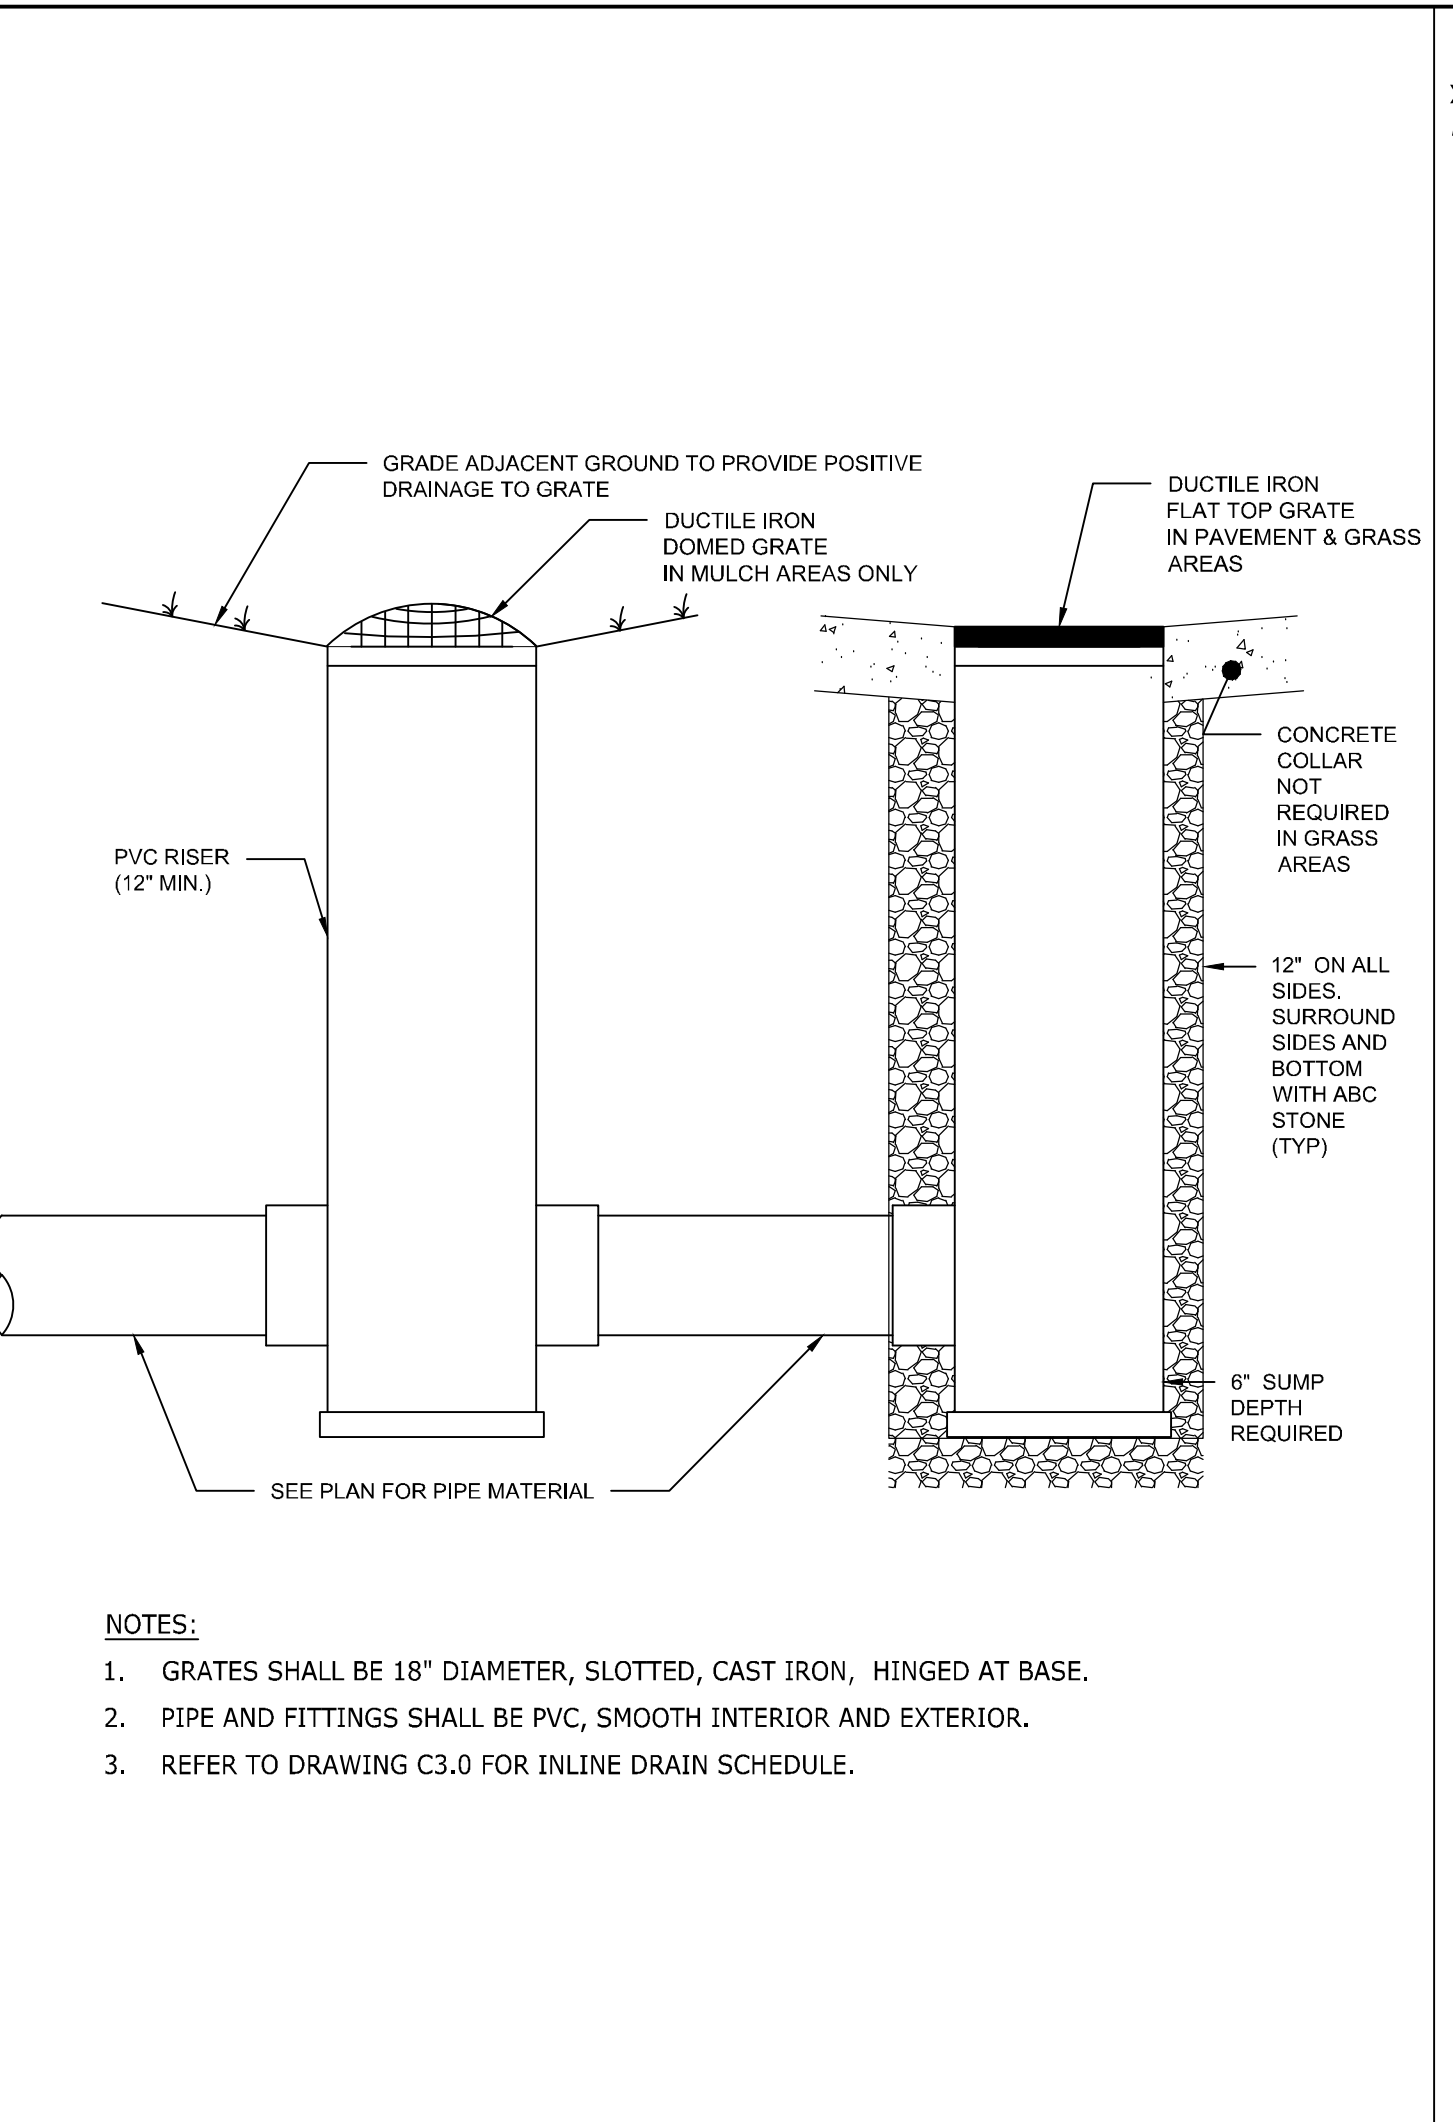 GRADE ADJACENT GROUND TO PROVIDE POSITIVE
DRAINAGE TO GRATE
DUCTILE IRON
DOMED GRATE
IN MULCH AREAS ONLY
DUCTILE IRON
FLAT TOP GRATE
IN PAVEMENT & GRASS
AREAS
CONCRETE
COLLAR
NOT
REQUIRED
IN GRASS
AREAS
PVC RISER
(12" MIN.)
12" ON ALL
SIDES.
SURROUND
SIDES AND
BOTTOM
WITH ABC
STONE
(TYP)
6" SUMP
DEPTH
REQUIRED
SEE PLAN FOR PIPE MATERIAL
NOTES:
1. GRATES SHALL BE 18" DIAMETER, SLOTTED, CAST IRON, HINGED AT BASE.
2. PIPE AND FITTINGS SHALL BE PVC, SMOOTH INTERIOR AND EXTERIOR.
3. REFER TO DRAWING C3.0 FOR INLINE DRAIN SCHEDULE.